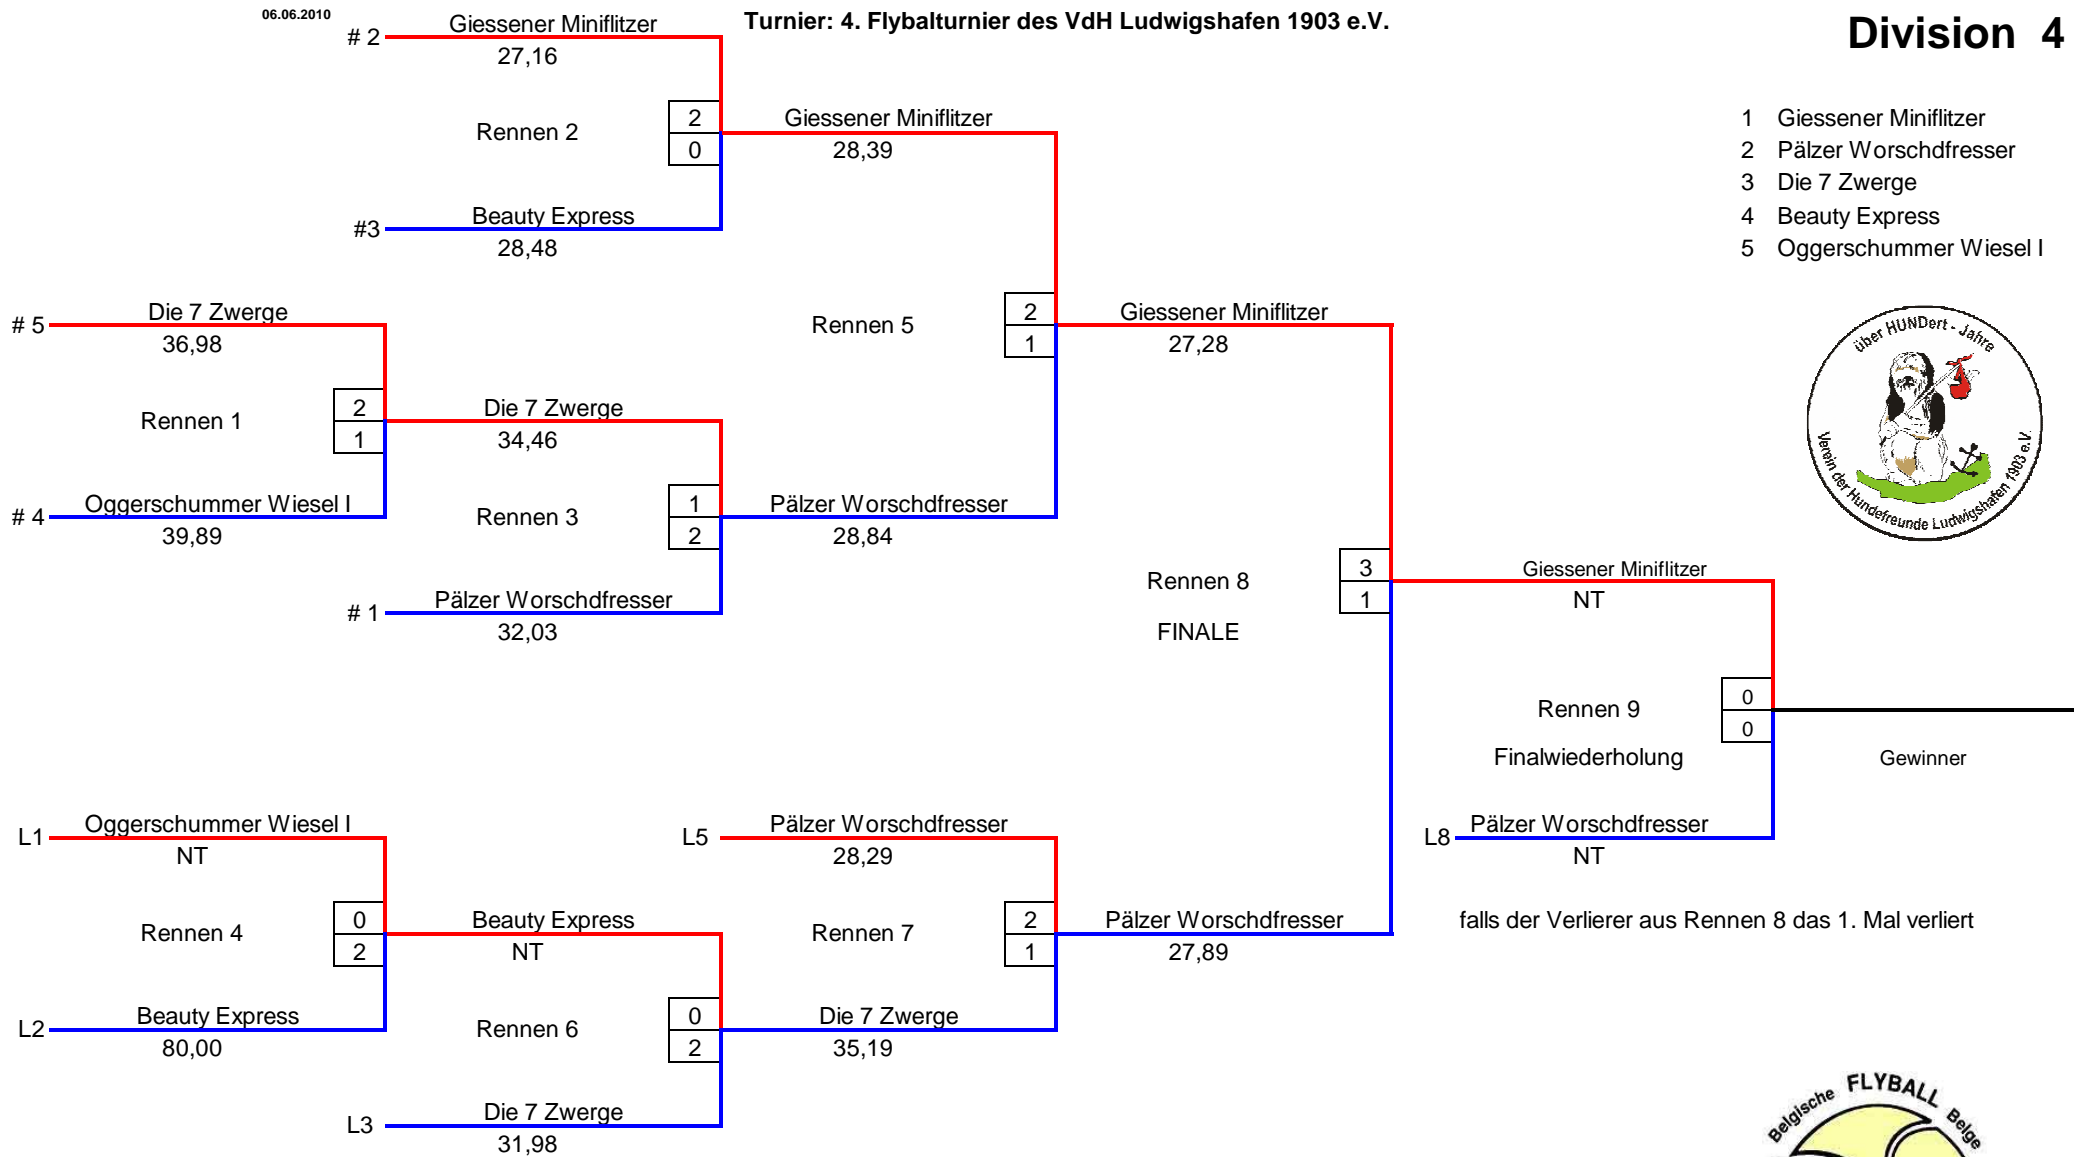 06.06.2010
Turnier: 4. Flybalturnier des VdH Ludwigshafen 1903 e.V.
Division 4
# 2
Giessener Miniflitzer
27,16
Rennen 2
2
0
#3
Beauty Express
28,48
Giessener Miniflitzer
28,39
1 Giessener Miniflitzer
2 Pälzer Worschdfresser
3 Die 7 Zwerge
4 Beauty Express
5 Oggerschummer Wiesel I
# 5
Die 7 Zwerge
36,98
Rennen 1
2
1
# 4
Oggerschummer Wiesel I
39,89
Die 7 Zwerge
34,46
Rennen 3
1
2
# 1
Pälzer Worschdfresser
32,03
Rennen 5
2
1
Pälzer Worschdfresser
28,84
Giessener Miniflitzer
27,28
über HUNDert - Jahre
Verein der Hundefreunde Ludwigshafen 1903 e.V.
Rennen 8
FINALE
3
1
Giessener Miniflitzer
NT
Rennen 9
Finalwiederholung
0
0
Gewinner
L8
Pälzer Worschdfresser
NT
falls der Verlierer aus Rennen 8 das 1. Mal verliert
L1
Oggerschummer Wiesel I
NT
Rennen 4
0
2
L2
Beauty Express
80,00
Beauty Express
NT
Rennen 6
0
2
L3
Die 7 Zwerge
31,98
L5
Pälzer Worschdfresser
28,29
Rennen 7
2
1
Die 7 Zwerge
35,19
Pälzer Worschdfresser
27,89
Belgische FLYBALL Belge